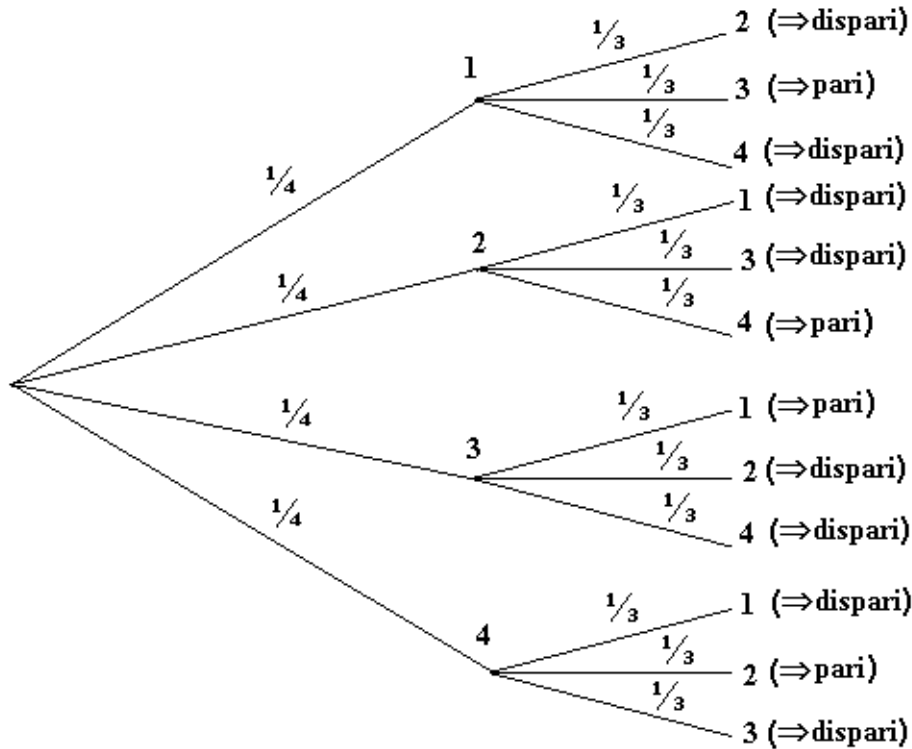 1/3 2 (⇒dispari)
1 1/3 3 (⇒pari)
1/3 4 (⇒dispari)
1/4
1/3 1 (⇒dispari)
2 1/3 3 (⇒dispari)
1/4 1/3 4 (⇒pari)
1/3 1 (⇒pari)
1/4 3 1/3 2 (⇒dispari)
1/3 4 (⇒dispari)
1/4
1/3 1 (⇒dispari)
4 1/3 2 (⇒pari)
1/3 3 (⇒dispari)